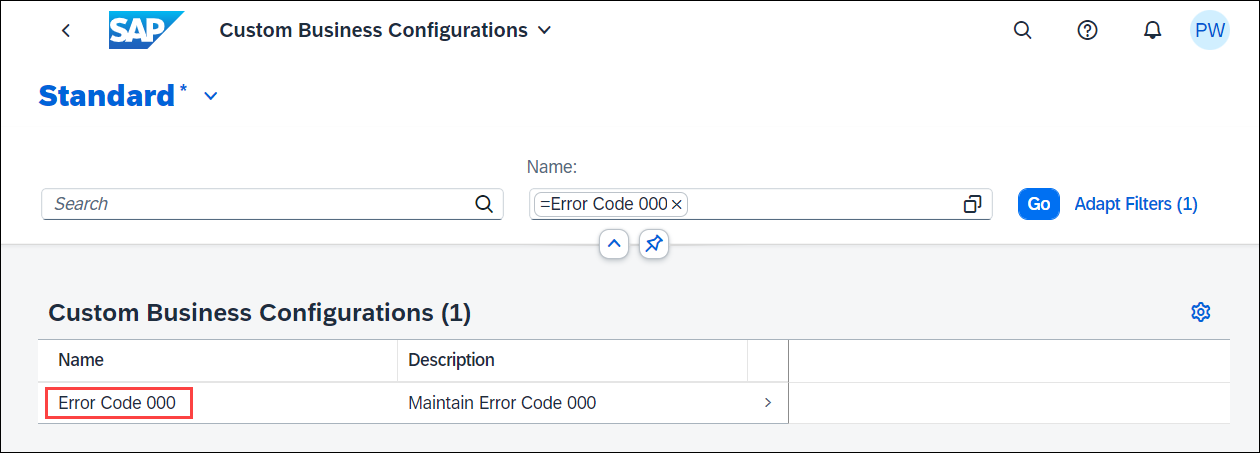 SAP Custom Business Configurations PW
Standard *
Name:
Search =Error Code 000 Go Adapt Filters (1)
Custom Business Configurations (1)
Name Description
Error Code 000 Maintain Error Code 000